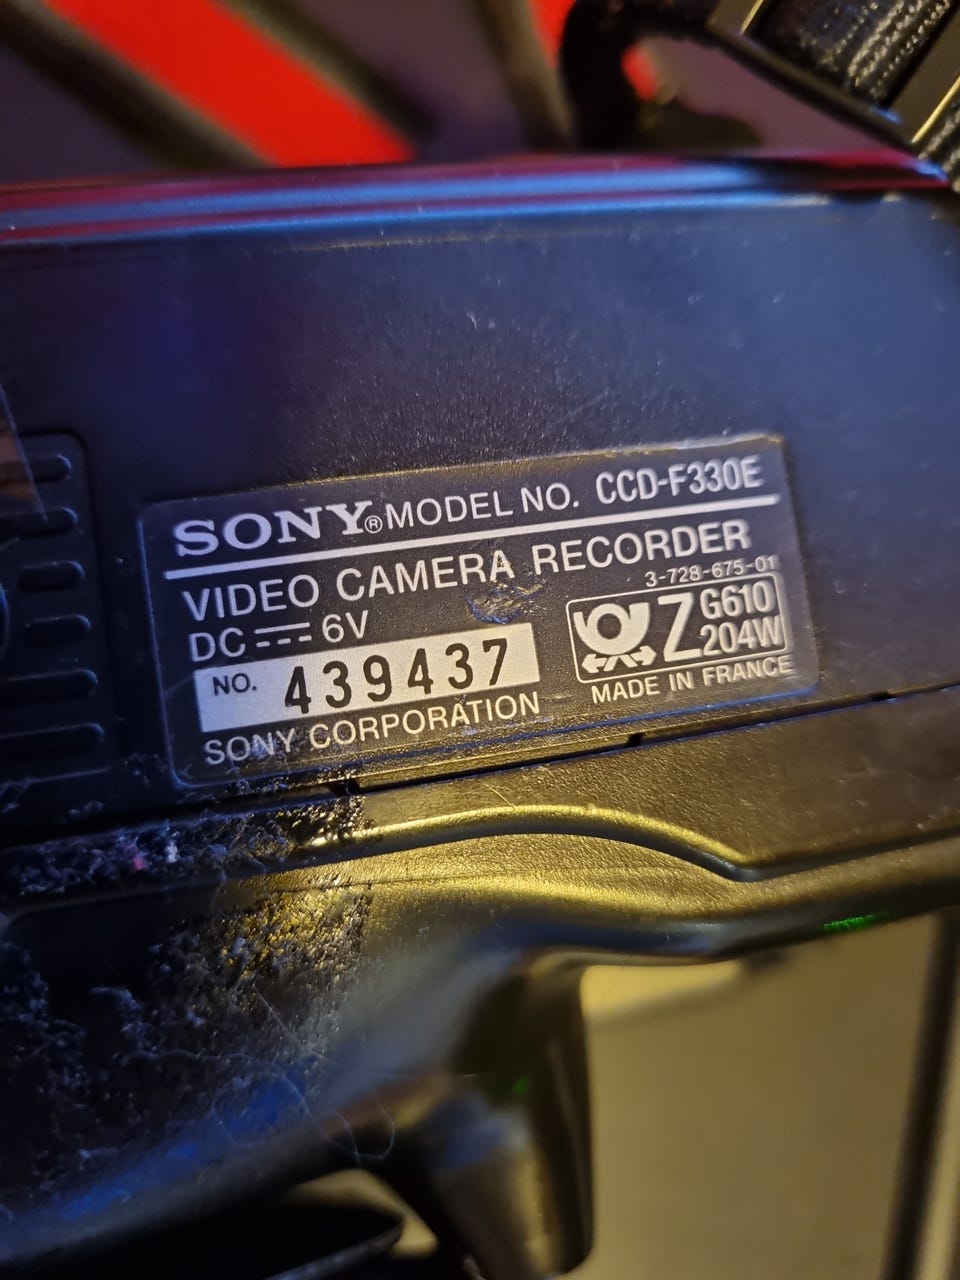 SONY® MODEL NO. CCD-F330E
VIDEO CAMERA RECORDER
3-728-675-01
DC 6V
Z G610
204W
NO. 439437
MADE IN FRANCE
SONY CORPORATION